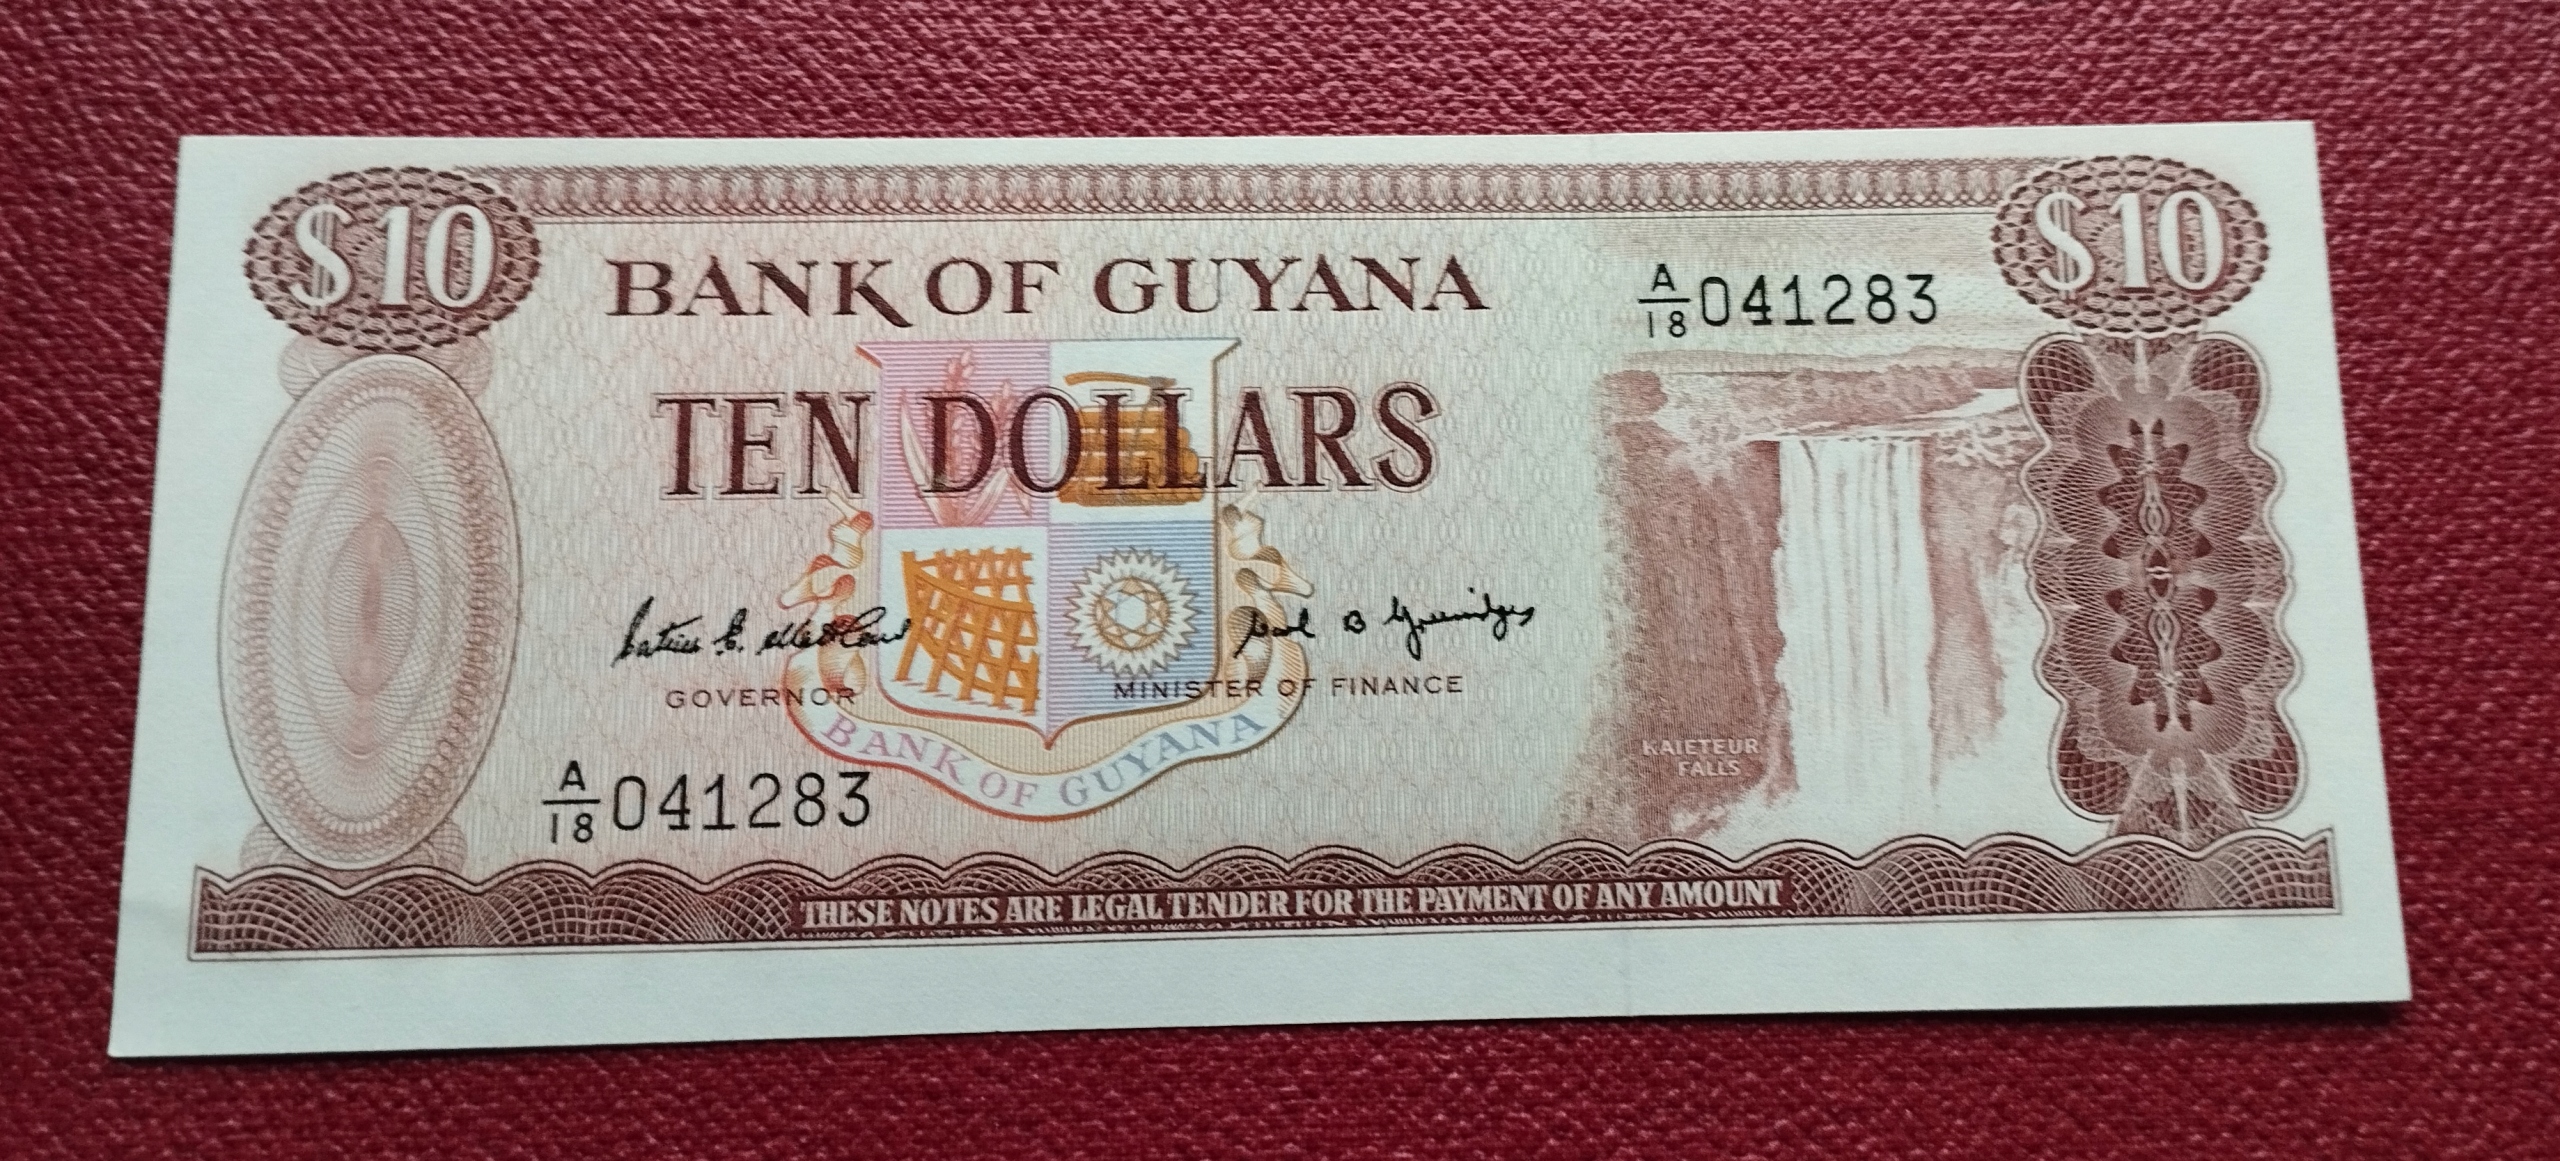 $10
$10
BANK OF GUYANA
A/18 041283
TEN DOLLARS
GOVERNOR
MINISTER OF FINANCE
BANK OF GUYANA
KAIETEUR
FALLS
A/18 041283
THESE NOTES ARE LEGAL TENDER FOR THE PAYMENT OF ANY AMOUNT